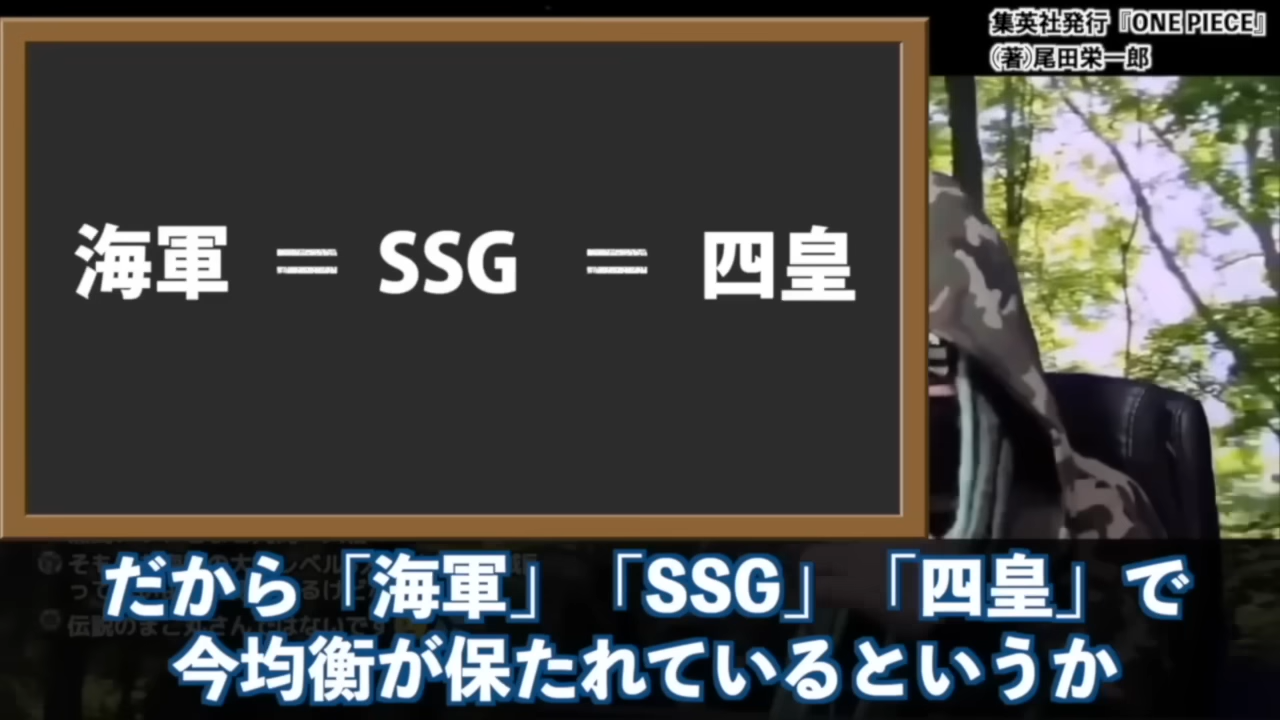 集英社発行『ONE PIECE』
(著)尾田栄一郎
海軍 = SSG = 四皇
だから「海軍」「SSG」「四皇」で
今均衡が保たれているというか